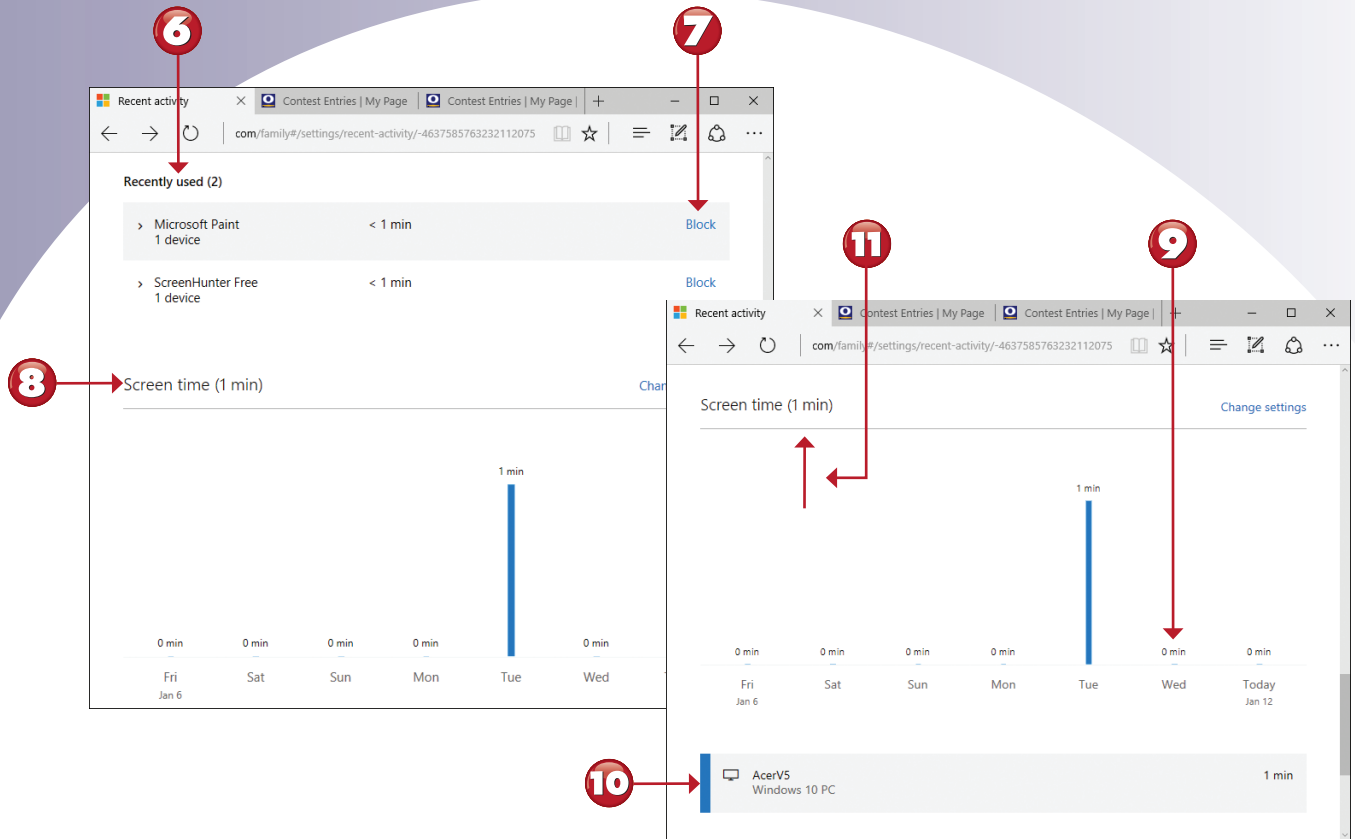 6
7
Recent activity
Contest Entries | My Page
Contest Entries | My Page |
com/family#/settings/recent-activity/-4637585763232112075
Recently used (2)
Microsoft Paint
< 1 min
Block
1 device
ScreenHunter Free
< 1 min
Block
1 device
8
Screen time (1 min)
Chan
1 min
0 min
0 min
0 min
0 min
0 min
Fri
Sat
Sun
Mon
Tue
Wed
Jan 6
11
9
Recent activity
Contest Entries | My Page
Contest Entries | My Page |
com/family#/settings/recent-activity/-4637585763232112075
Screen time (1 min)
Change settings
1 min
0 min
0 min
0 min
0 min
0 min
0 min
Fri
Sat
Sun
Mon
Tue
Wed
Today
Jan 6
Jan 12
10
AcerV5
1 min
Windows 10 PC